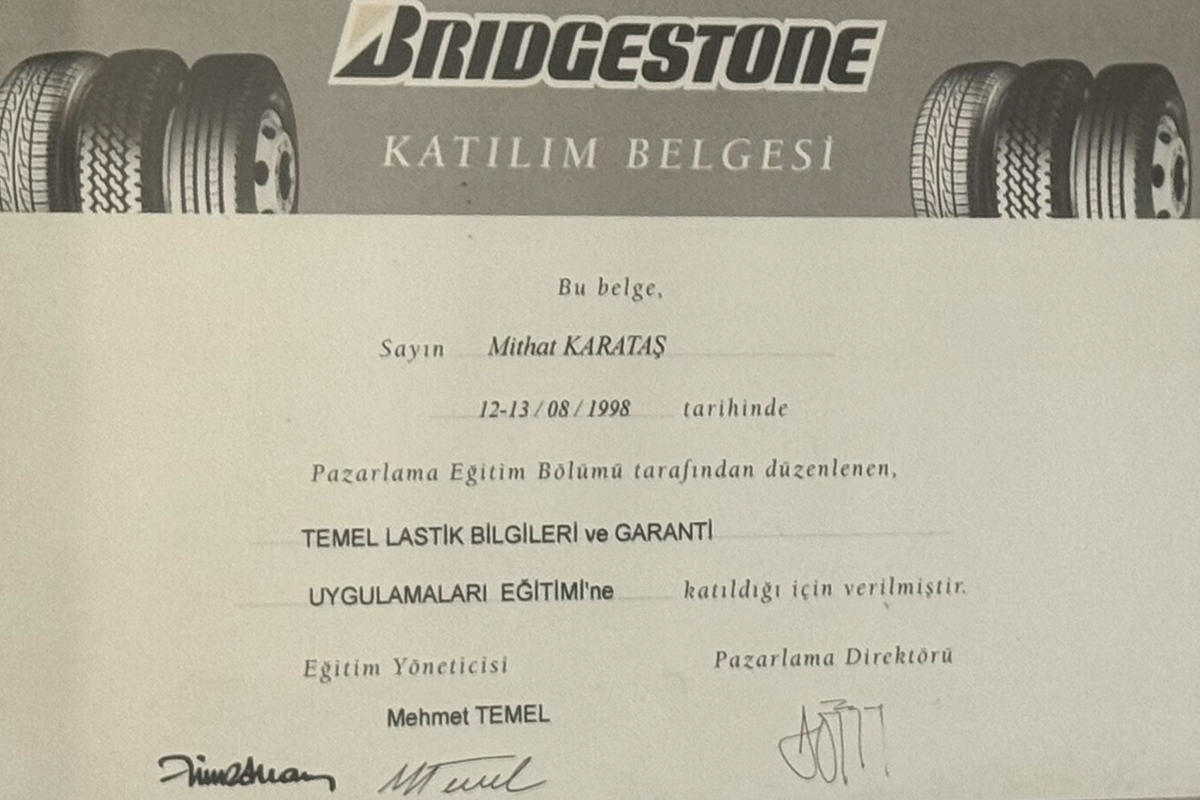 BRIDGESTONE
KATILIM BELGESİ
Bu belge,
Sayın Mithat KARATAŞ
12-13 / 08 / 1998 tarihinde
Pazarlama Eğitim Bölümü tarafından düzenlenen,
TEMEL LASTİK BİLGİLERİ ve GARANTİ
UYGULAMALARI EĞİTİMİ'ne katıldığı için verilmiştir.
Eğitim Yöneticisi Pazarlama Direktörü
Mehmet TEMEL